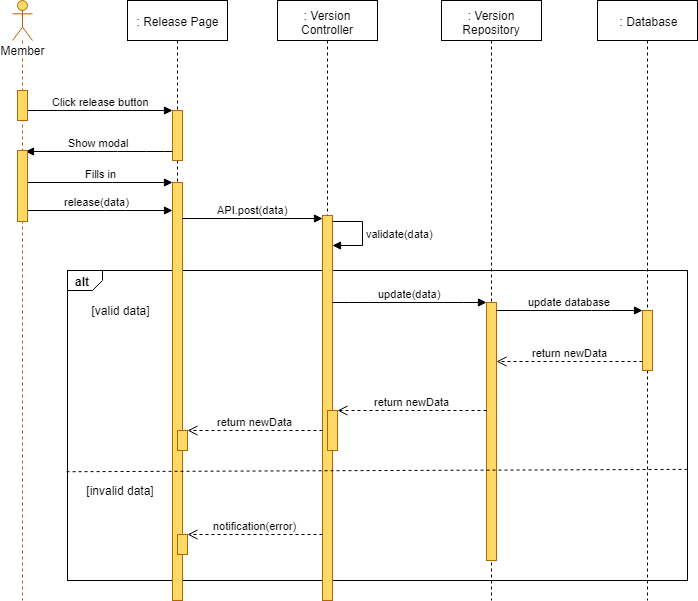 : Release Page
: Version
Controller
: Version
Repository
: Database
Member
Click release button
Show modal
Fills in
release(data)
API.post(data)
validate(data)
alt
[valid data]
update(data)
update database
return newData
return newData
return newData
[invalid data]
notification(error)